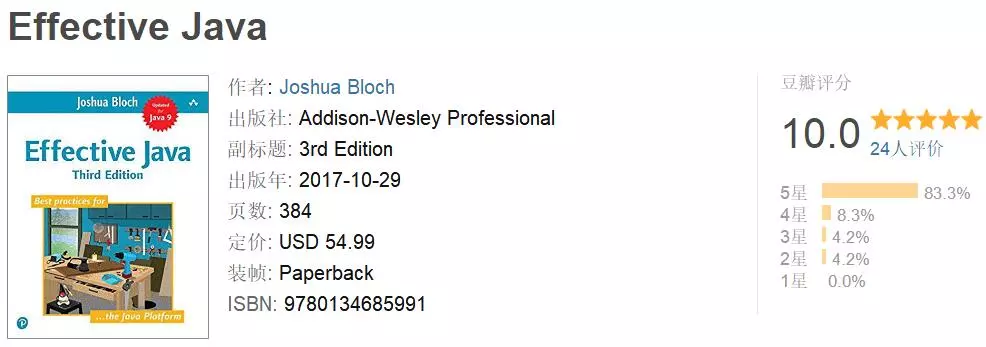 Effective Java
Joshua Bloch
Updated
for
Java 9
Effective Java
Third Edition
Best practices for
...the Java Platform
P
作者: Joshua Bloch
出版社: Addison-Wesley Professional
副标题: 3rd Edition
出版年: 2017-10-29
页数: 384
定价: USD 54.99
装帧: Paperback
ISBN: 9780134685991
豆瓣评分
10.0
24人评价
5星 83.3%
4星 8.3%
3星 4.2%
2星 4.2%
1星 0.0%